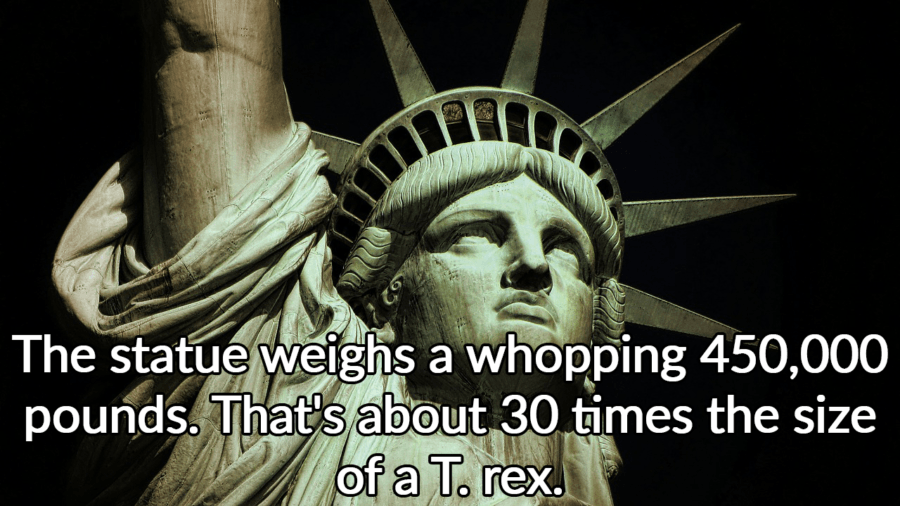 The statue weighs a whopping 450,000
pounds. That's about 30 times the size
of a T. rex.